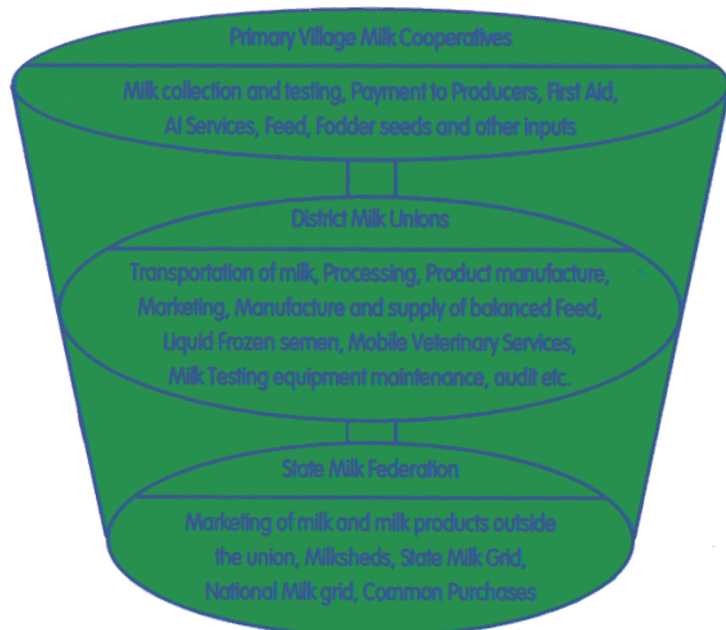 Primary Village Milk Cooperatives
Milk collection and testing, Payment to Producers, First Aid,
AI Services, Feed, Fodder seeds and other inputs
District Milk Unions
Transportation of milk, Processing, Product manufacture,
Marketing, Manufacture and supply of balanced Feed,
Liquid Frozen semen, Mobile Veterinary Services,
Milk Testing equipment maintenance, audit etc.
State Milk Federation
Marketing of milk and milk products outside
the union, Milksheds, State Milk Grid,
National Milk grid, Common Purchases